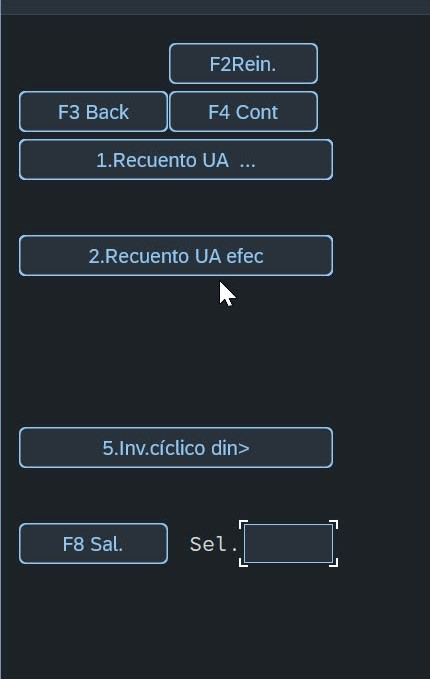 F2Rein.
F3 Back F4 Cont
1.Recuento UA  ...
2.Recuento UA efec
5.Inv.cíclico din>
F8 Sal. Sel.